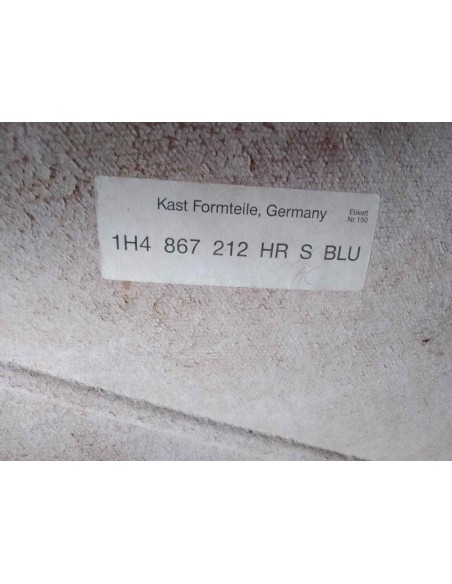 Kast Formteile, Germany
Etikett
Nr.150
1H4 867 212 HR S BLU